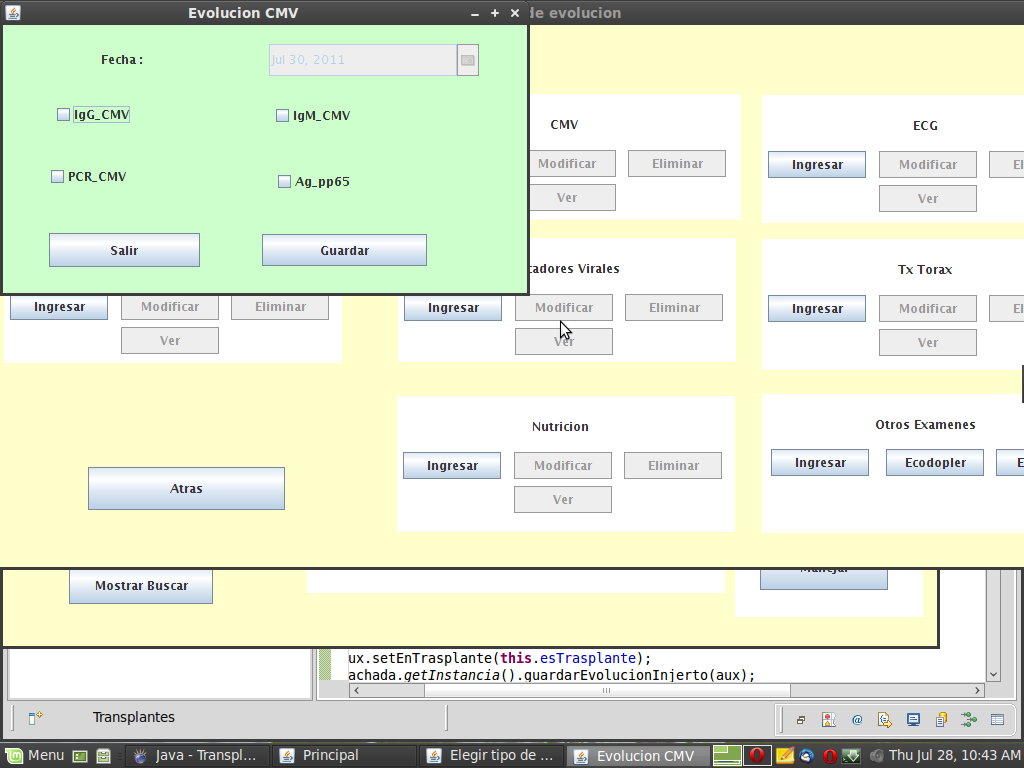 Evolucion CMV
de evolucion
Fecha :
Jul 30, 2011
IgG_CMV
IgM_CMV
PCR_CMV
Ag_pp65
Salir
Guardar
CMV
Modificar
Eliminar
Ver
ECG
Ingresar
Modificar
El
Ver
cadores Virales
Ingresar
Modificar
Eliminar
Ver
Ingresar
Modificar
Eliminar
Ver
Tx Torax
Ingresar
Modificar
El
Ver
Nutricion
Ingresar
Modificar
Eliminar
Ver
Otros Examenes
Ingresar
Ecodopler
E
Atras
Mostrar Buscar
Manejar
ux.setEnTrasplante(this.esTrasplante);
achada.getInstancia().guardarEvolucionInjerto(aux);
Transplantes
Menu
Java - Transpl...
Principal
Elegir tipo de ...
Evolucion CMV
Thu Jul 28, 10:43 AM